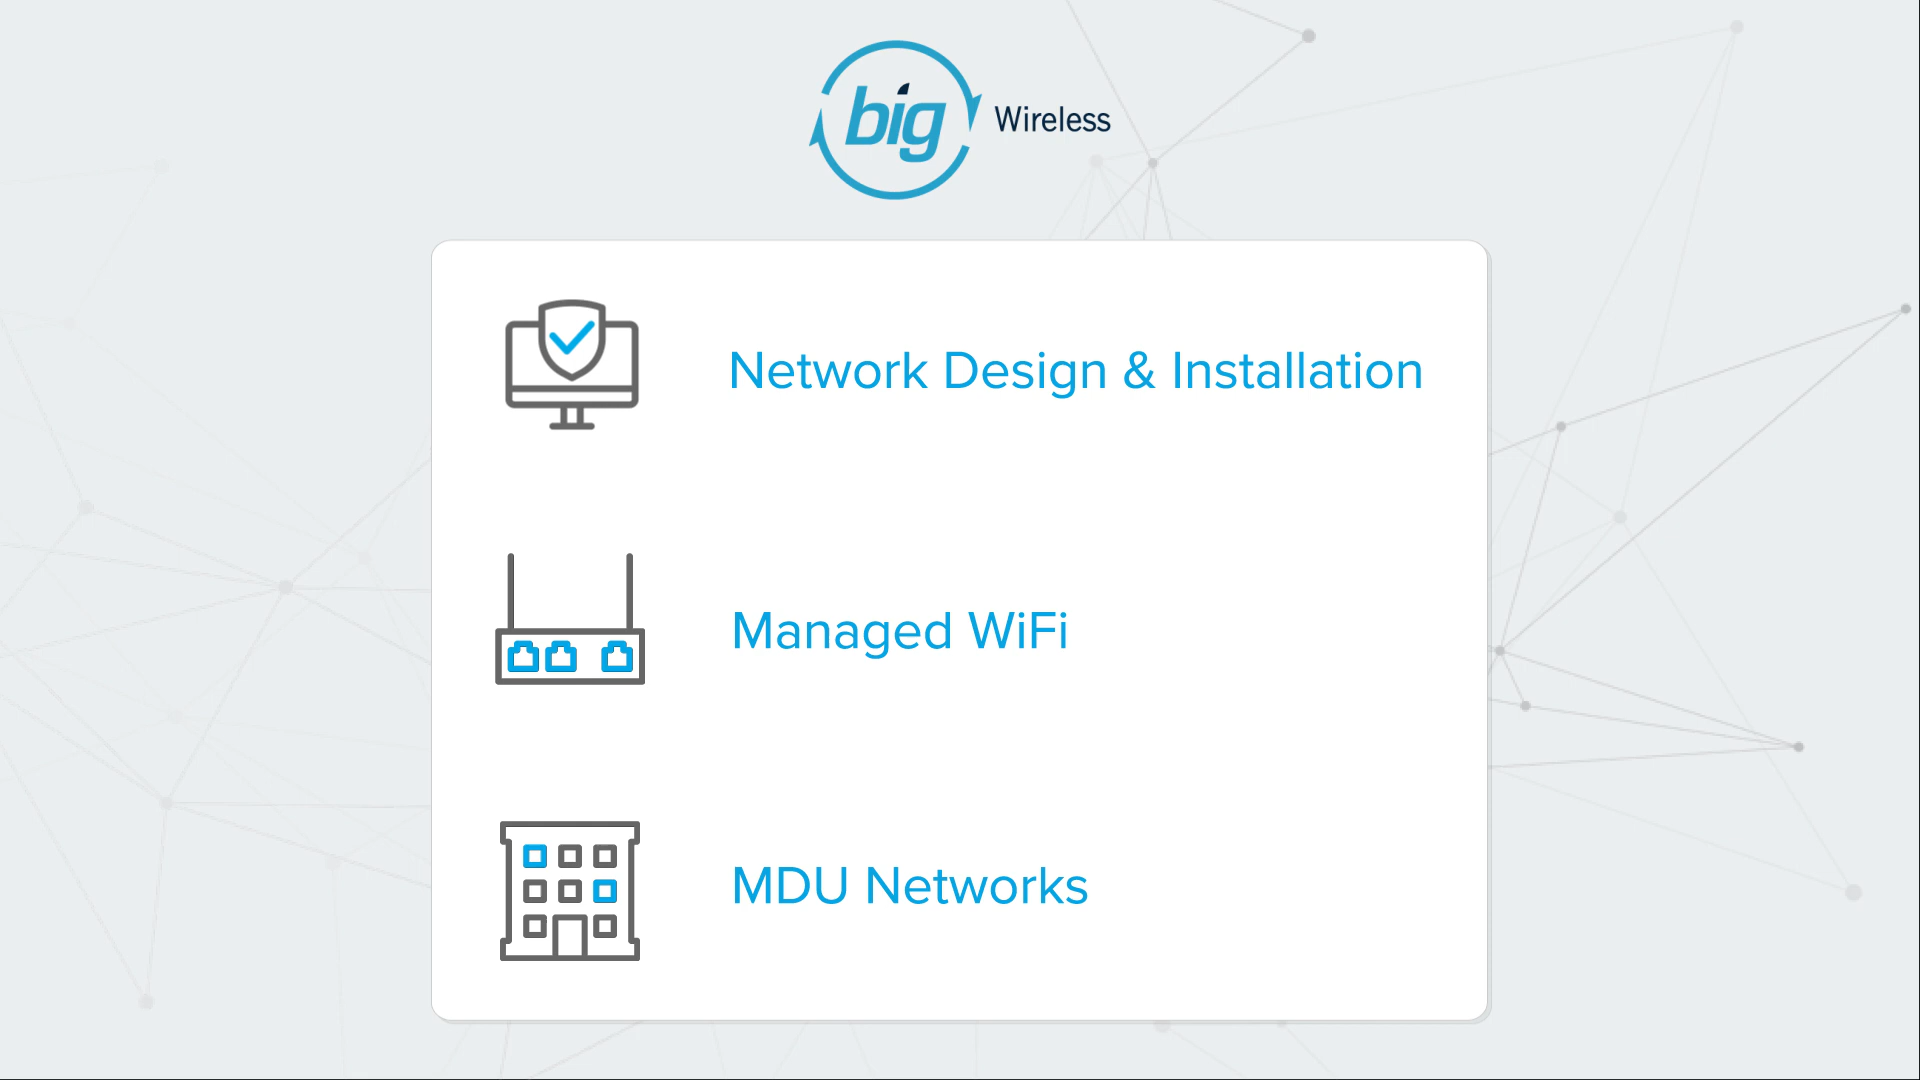 big Wireless
Network Design & Installation
Managed WiFi
MDU Networks